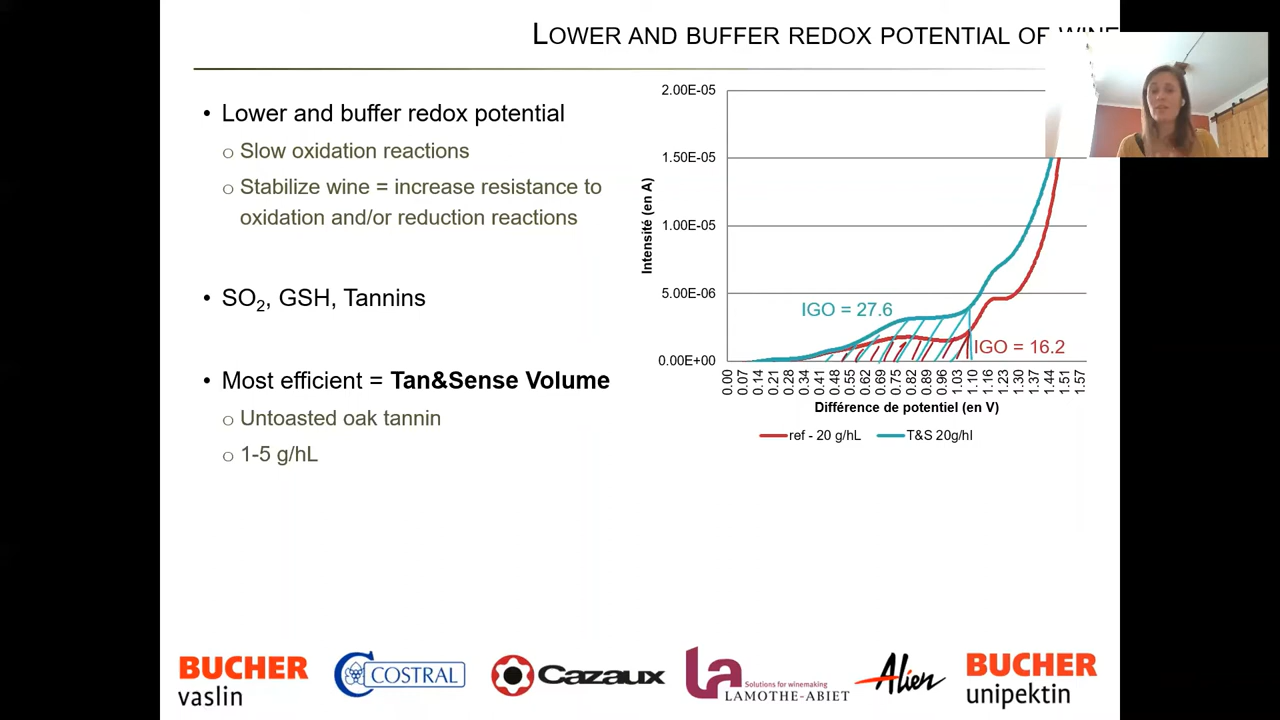 LOWER AND BUFFER REDOX POTENTIAL OF WINE
• Lower and buffer redox potential
o Slow oxidation reactions
o Stabilize wine = increase resistance to
oxidation and/or reduction reactions
• SO2, GSH, Tannins
• Most efficient = Tan&Sense Volume
o Untoasted oak tannin
o 1-5 g/hL
2.00E-05
1.50E-05
1.00E-05
5.00E-06
0.00E+00
Intensité (en A)
IGO = 27.6
IGO = 16.2
0.00 0.07 0.14 0.21 0.28 0.34 0.41 0.48 0.55 0.62 0.69 0.75 0.82 0.89 0.96 1.03 1.10 1.16 1.23 1.30 1.37 1.44 1.51 1.57
Différence de potentiel (en V)
ref - 20 g/hL T&S 20g/hl
BUCHER
vaslin
COSTRAL
Cazaux
La
Solutions for winemaking
LAMOTHE-ABIET
Alien
BUCHER
unipektin